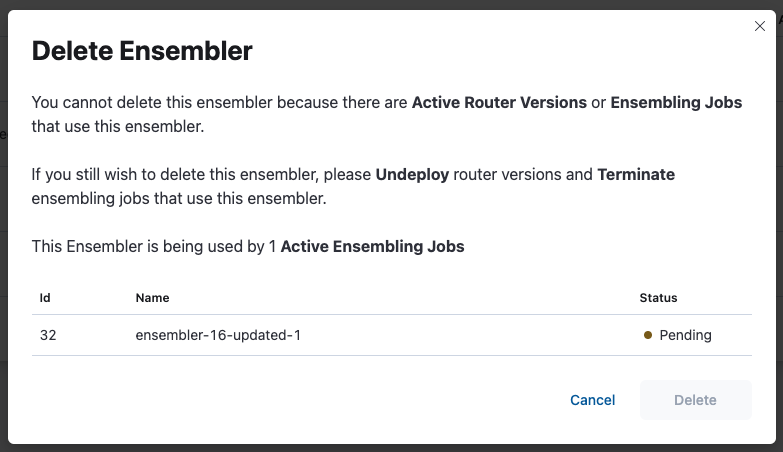 Delete Ensembler
You cannot delete this ensembler because there are Active Router Versions or Ensembling Jobs
that use this ensembler.
If you still wish to delete this ensembler, please Undeploy router versions and Terminate
ensembling jobs that use this ensembler.
This Ensembler is being used by 1 Active Ensembling Jobs
Id Name Status
32 ensembler-16-updated-1 Pending
Cancel Delete